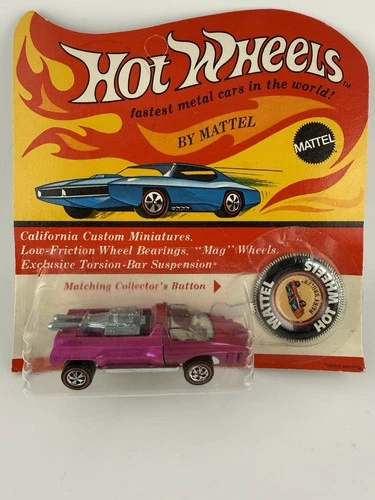 Hot Wheels™
fastest metal cars in the world!
BY MATTEL
MATTEL
California Custom Miniatures.
Low-Friction Wheel Bearings. "Mag" Wheels.
Exclusive Torsion-Bar Suspension*
Matching Collector's Button ▶
MATTEL
HOT WHEELS